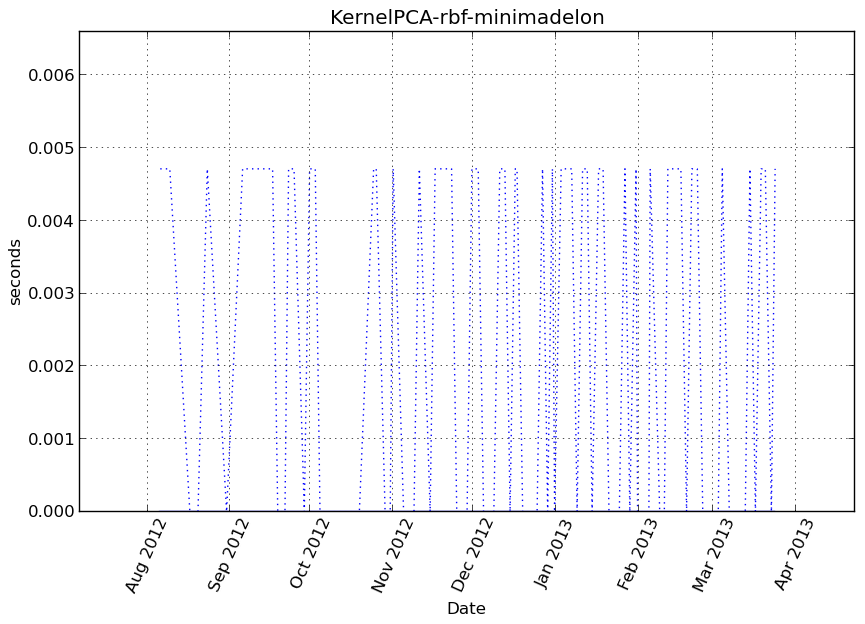 KernelPCA-rbf-minimadelon
0.006
0.005
0.004
0.003
0.002
0.001
0.000
seconds
Aug 2012
Sep 2012
Oct 2012
Nov 2012
Dec 2012
Jan 2013
Feb 2013
Mar 2013
Apr 2013
Date